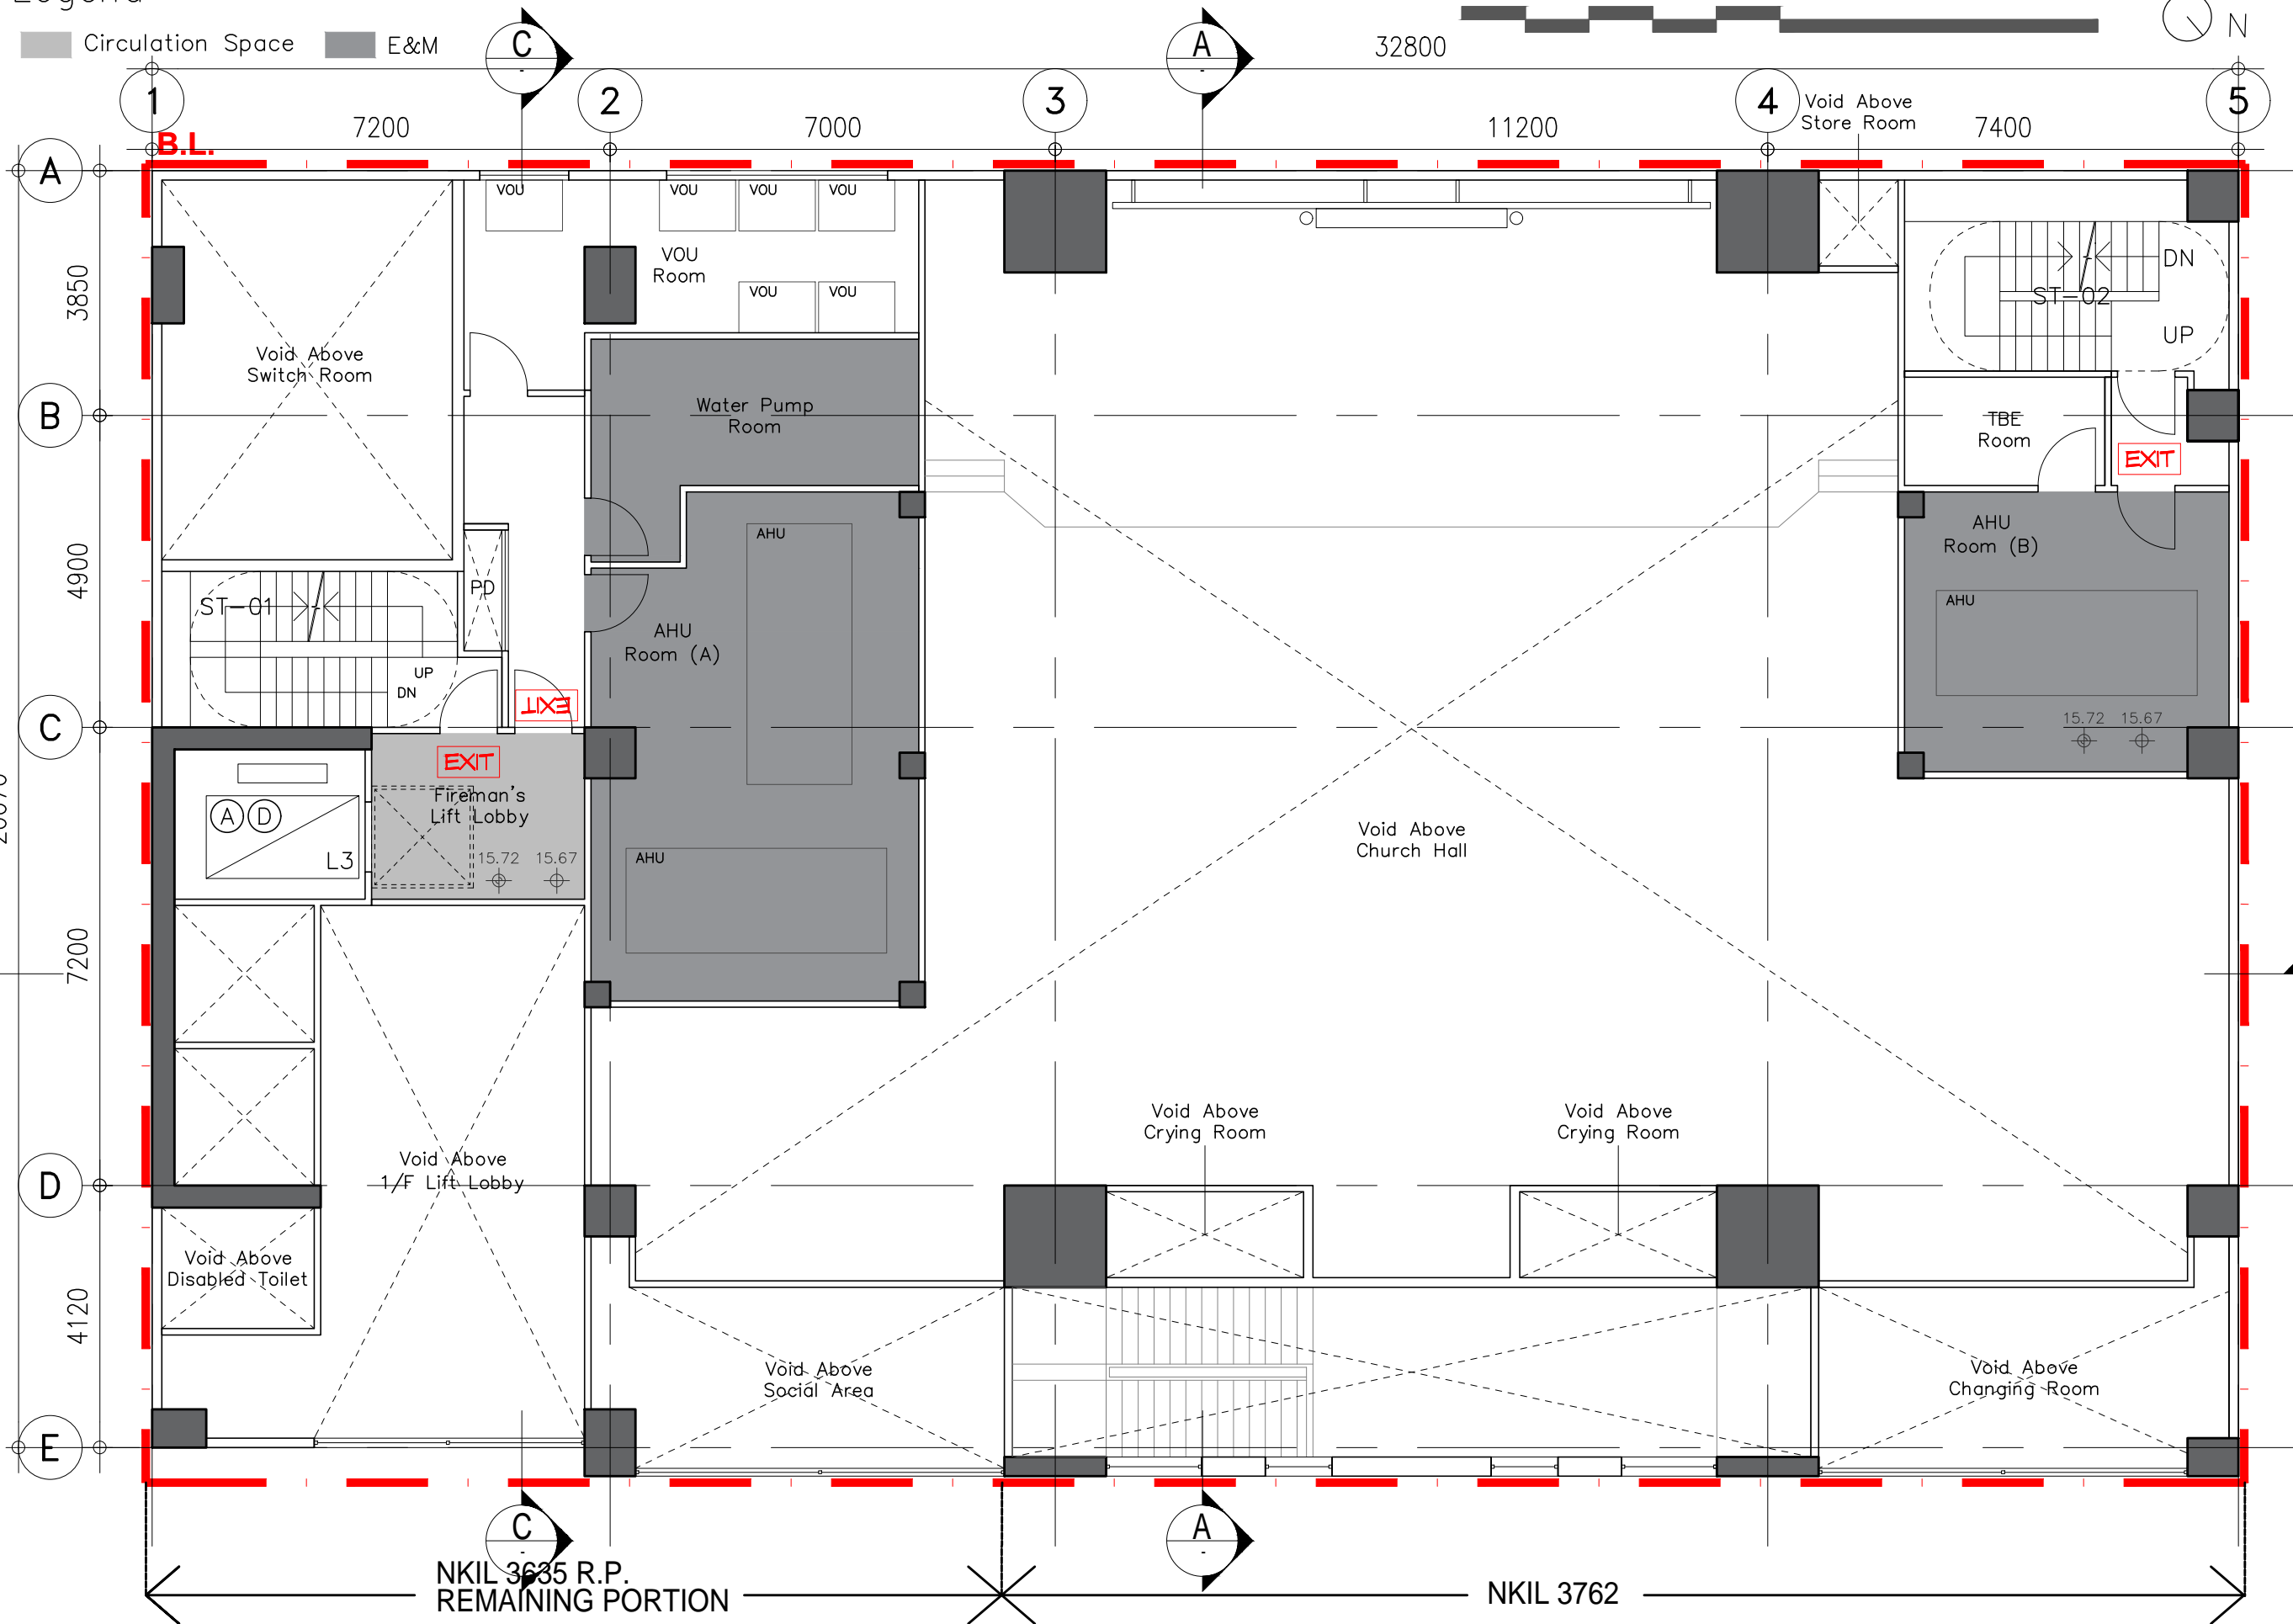 Legend
Circulation Space
E&M
C
-
A
-
32800
N
1
2
3
4
5
7200
7000
11200
7400
Void Above
Store Room
B.L.
A
B
C
D
E
3850
4900
7200
4120
VOU
VOU
VOU
VOU
VOU
Room
VOU
VOU
Void Above
Switch Room
DN
ST-02
UP
Water Pump
Room
TBE
Room
EXIT
AHU
AHU
Room (B)
AHU
PD
ST-01
UP
DN
AHU
Room (A)
EXIT
15.72
15.67
EXIT
Fireman's
Lift Lobby
A
D
L3
15.72
15.67
AHU
Void Above
Church Hall
Void Above
Crying Room
Void Above
Crying Room
Void Above
1/F Lift Lobby
Void Above
Disabled Toilet
Void Above
Social Area
Void Above
Changing Room
C
-
A
-
NKIL 3635 R.P.
REMAINING PORTION
NKIL 3762